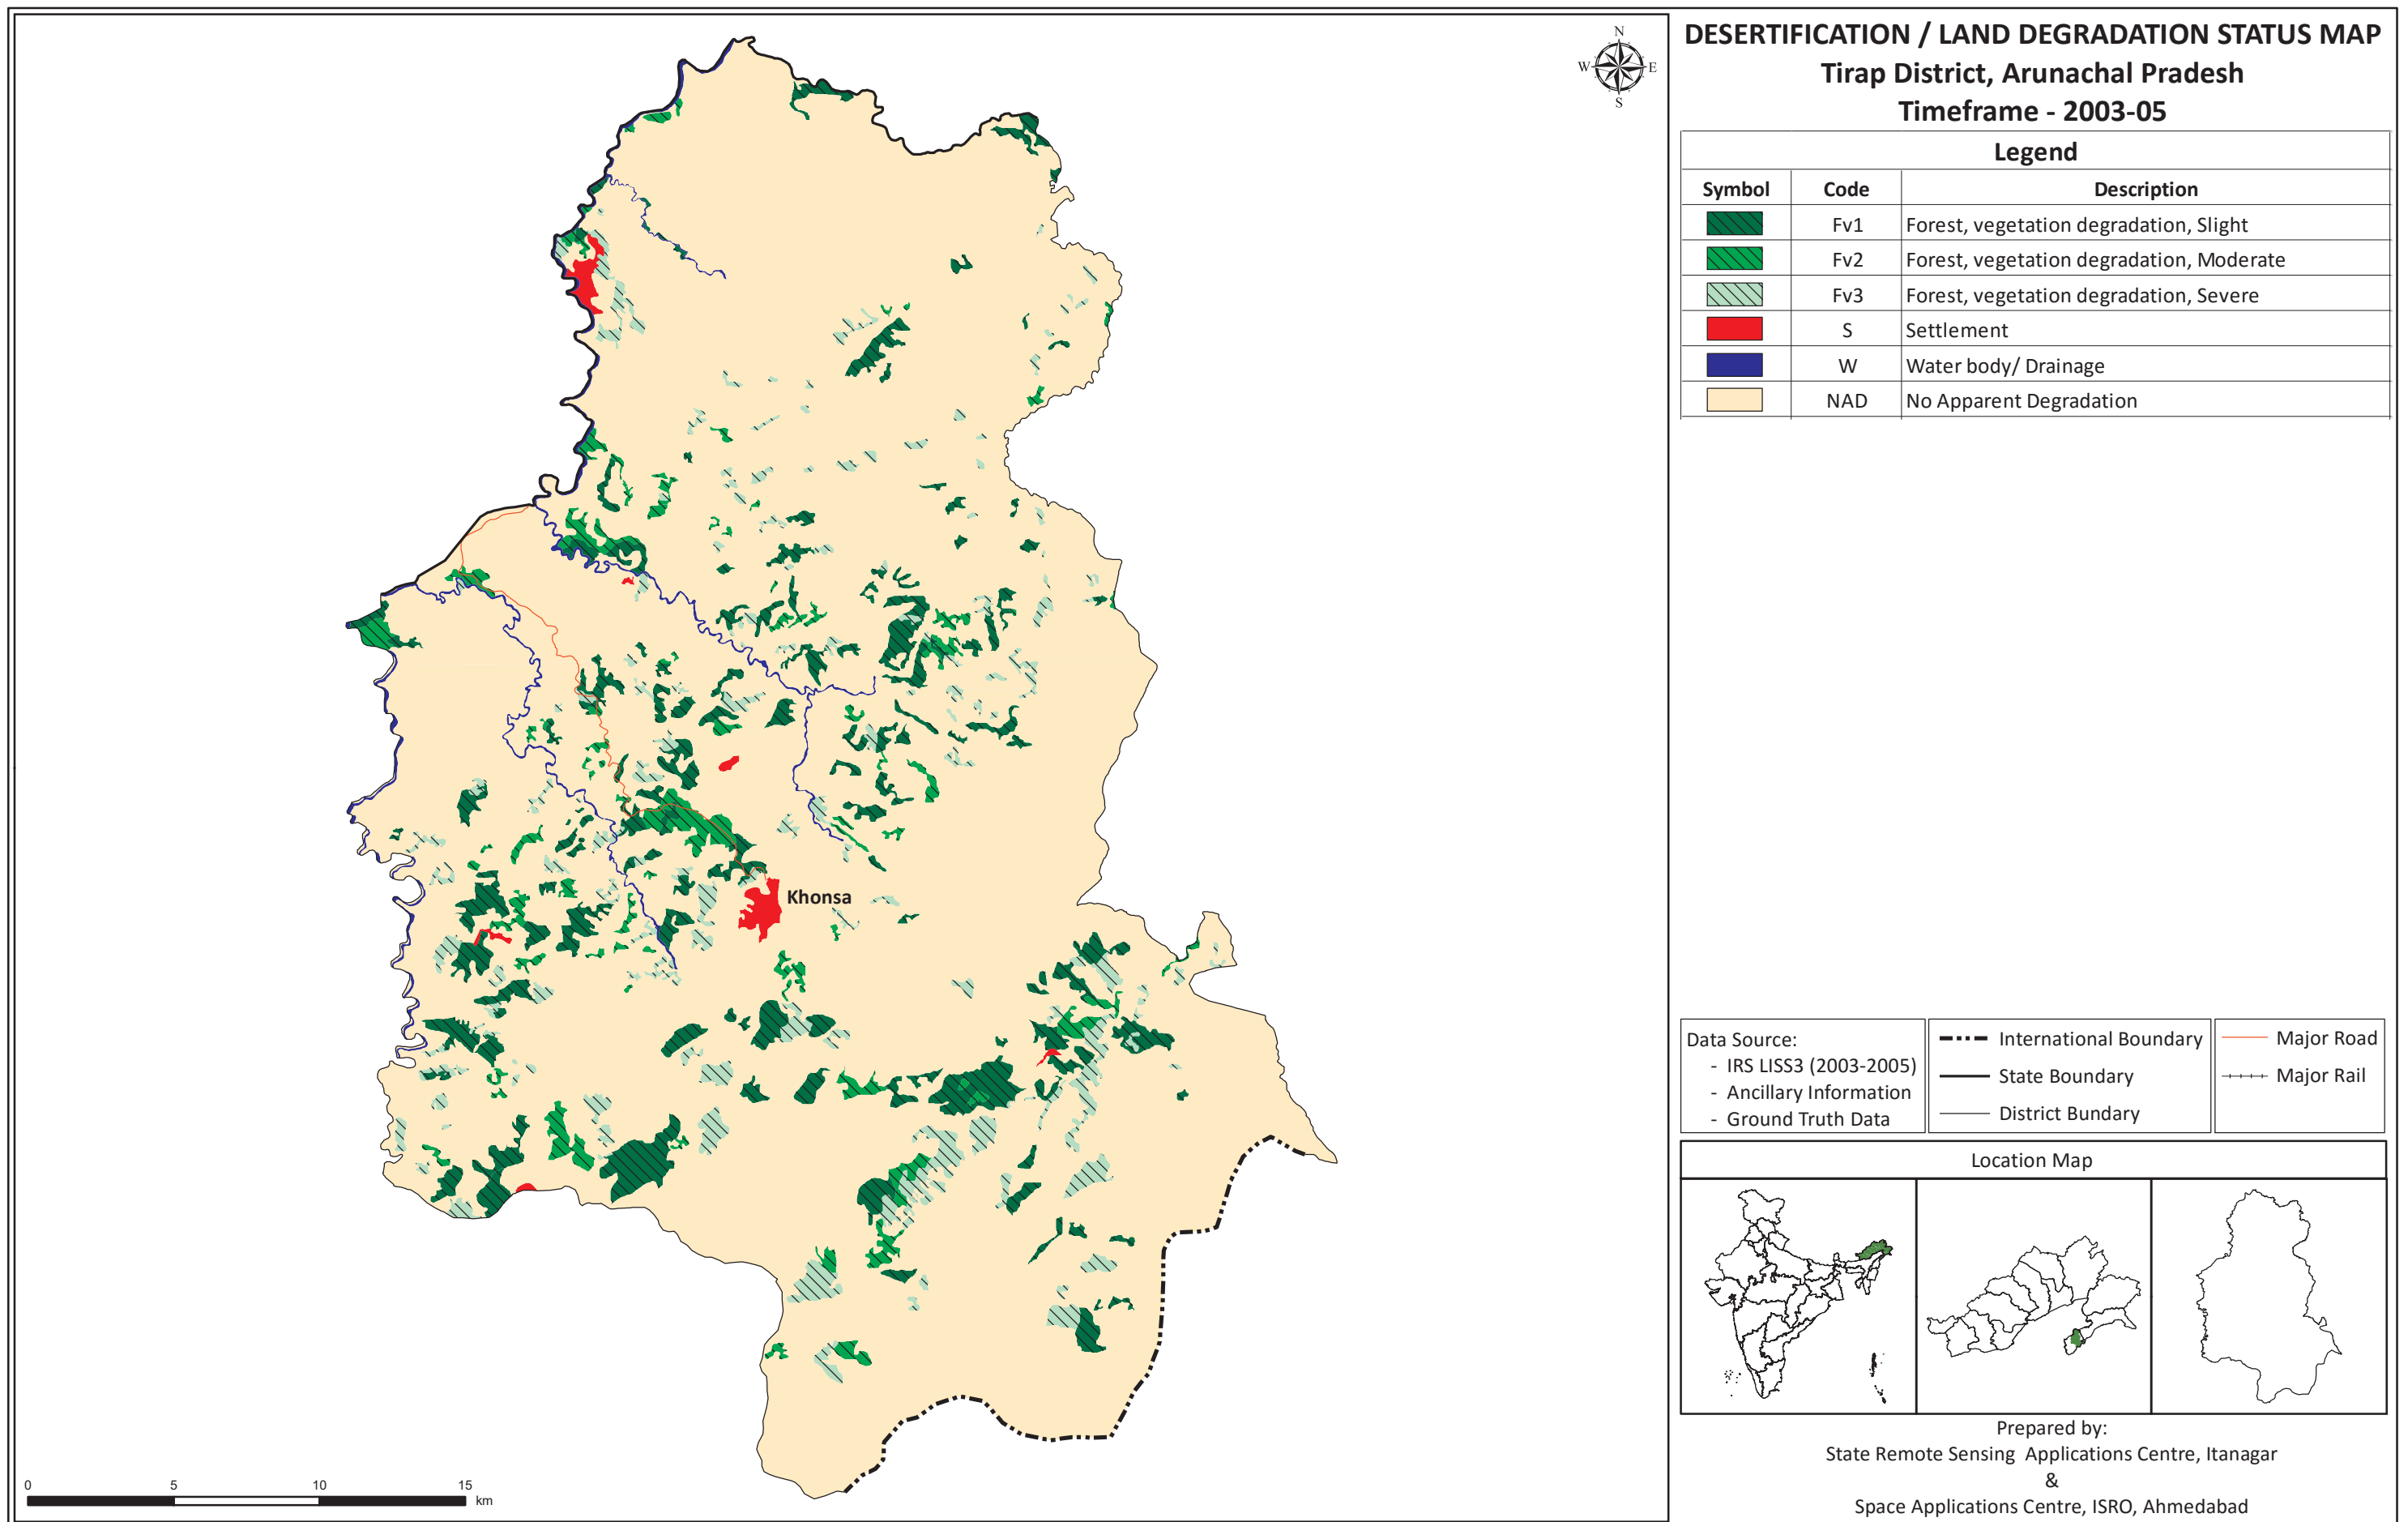 DESERTIFICATION / LAND DEGRADATION STATUS MAP
Tirap District, Arunachal Pradesh
Timeframe - 2003-05
Legend
Symbol Code Description
Fv1 Forest, vegetation degradation, Slight
Fv2 Forest, vegetation degradation, Moderate
Fv3 Forest, vegetation degradation, Severe
S Settlement
W Water body/ Drainage
NAD No Apparent Degradation
N
W E
S
Khonsa
0 5 10 15
km
Data Source:
- IRS LISS3 (2003-2005)
- Ancillary Information
- Ground Truth Data
International Boundary
State Boundary
District Bundary
Major Road
Major Rail
Location Map
Prepared by:
State Remote Sensing Applications Centre, Itanagar
&
Space Applications Centre, ISRO, Ahmedabad